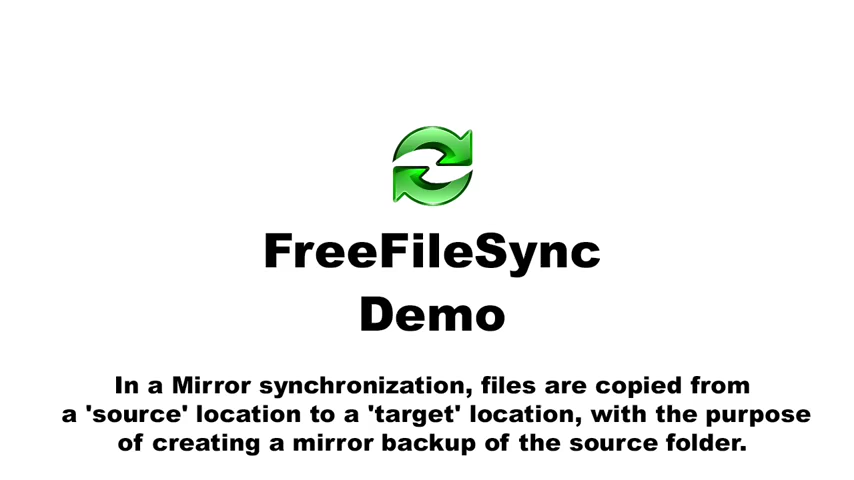 FreeFileSync
Demo
In a Mirror synchronization, files are copied from
a 'source' location to a 'target' location, with the purpose
of creating a mirror backup of the source folder.